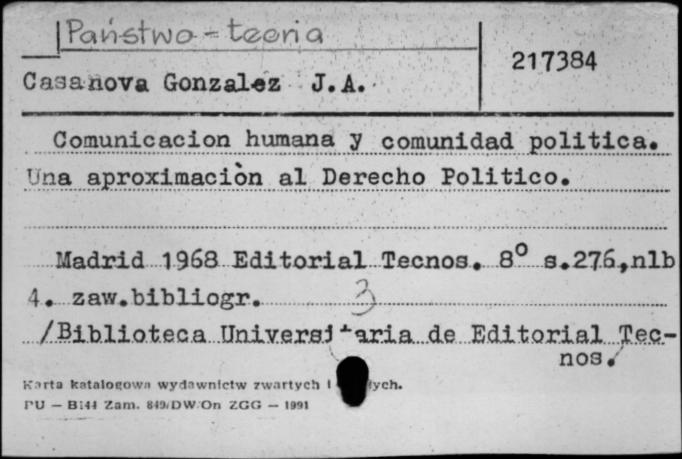 Państwo - teoria
217384
Casanova Gonzalez J.A.
Comunicacion humana y comunidad politica.
Una aproximaciòn al Derecho Politico.
Madrid 1968 Editorial Tecnos. 8° s.276,nlb
4. zaw.bibliogr. 3
/Biblioteca Universitaria de Editorial Tec-
nos./
Karta katalogowa wydawnictw zwartych i
PU — B144 Zam. 849/DW/On ZGG — 1991